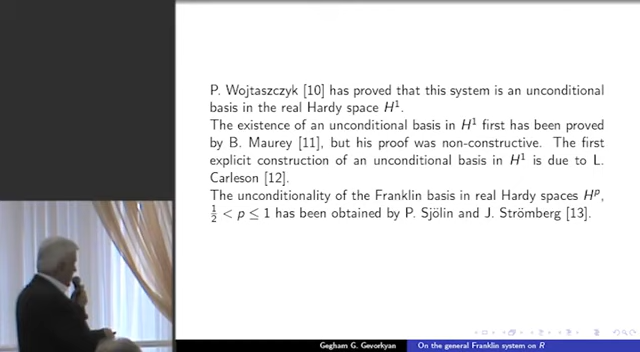 P. Wojtaszczyk [10] has proved that this system is an unconditional
basis in the real Hardy space H¹.
The existence of an unconditional basis in H¹ first has been proved
by B. Maurey [11], but his proof was non-constructive. The first
explicit construction of an unconditional basis in H¹ is due to L.
Carleson [12].
The unconditionality of the Franklin basis in real Hardy spaces Hᵖ,
½ < p ≤ 1 has been obtained by P. Sjölin and J. Strömberg [13].
Gegham G. Gevorkyan On the general Franklin system on R